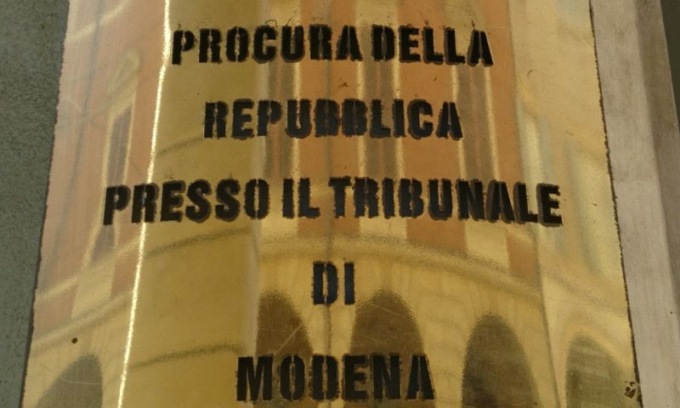 PROCURA DELLA
REPUBBLICA
PRESSO IL TRIBUNALE
DI
MODENA